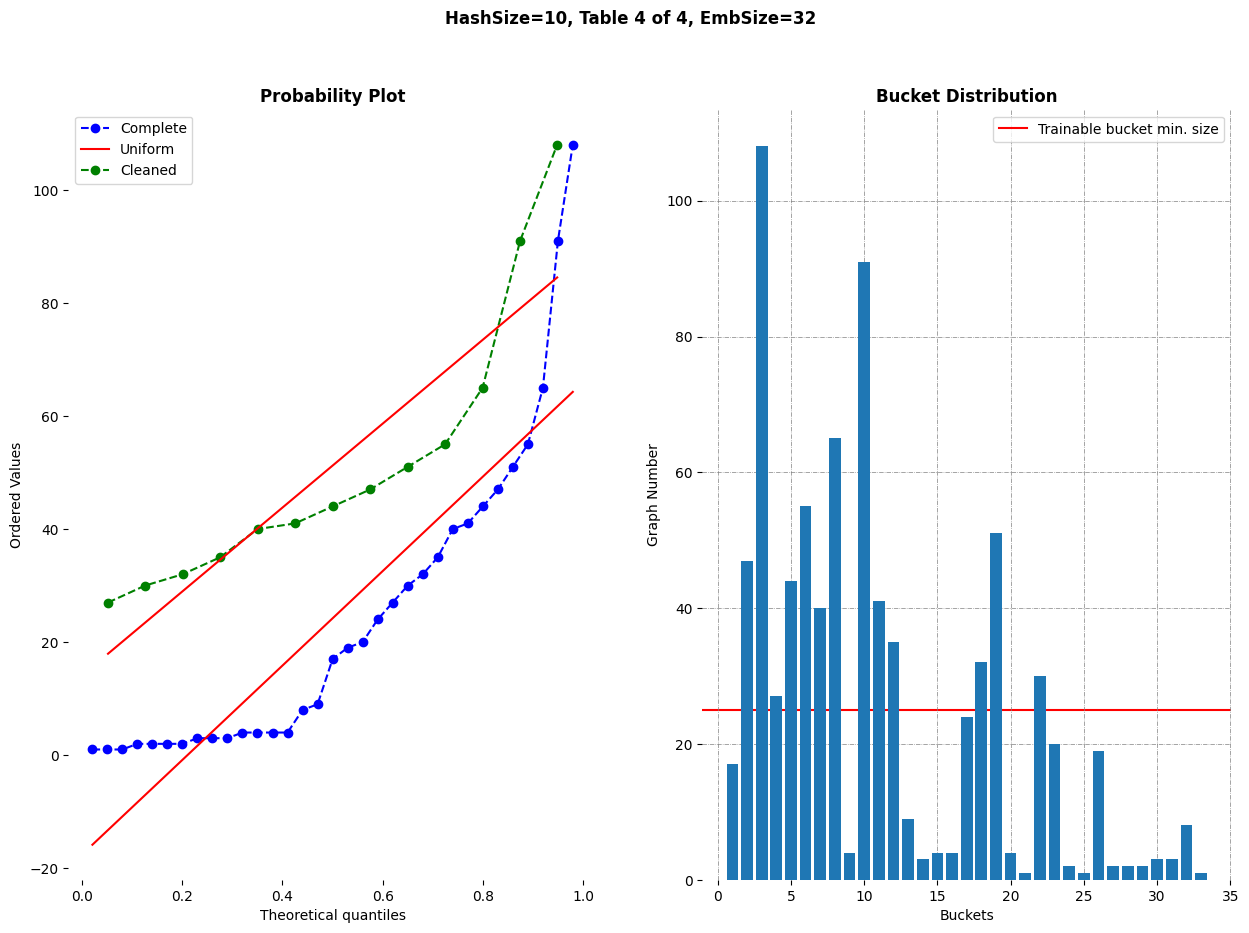 HashSize=10, Table 4 of 4, EmbSize=32
Probability Plot
Complete
Uniform
Cleaned
100
80
60
40
20
0
−20
Ordered Values
0.0 0.2 0.4 0.6 0.8 1.0
Theoretical quantiles
Bucket Distribution
Trainable bucket min. size
100
80
60
40
20
0
Graph Number
0 5 10 15 20 25 30 35
Buckets